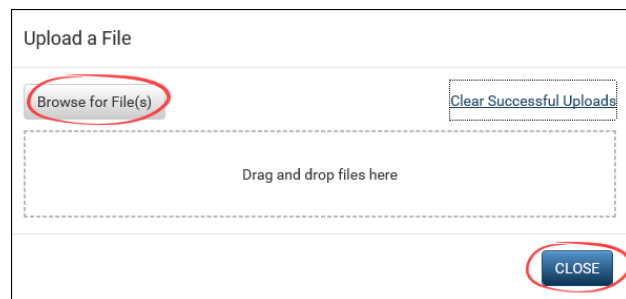 Upload a File
Browse for File(s)
Clear Successful Uploads
Drag and drop files here
CLOSE